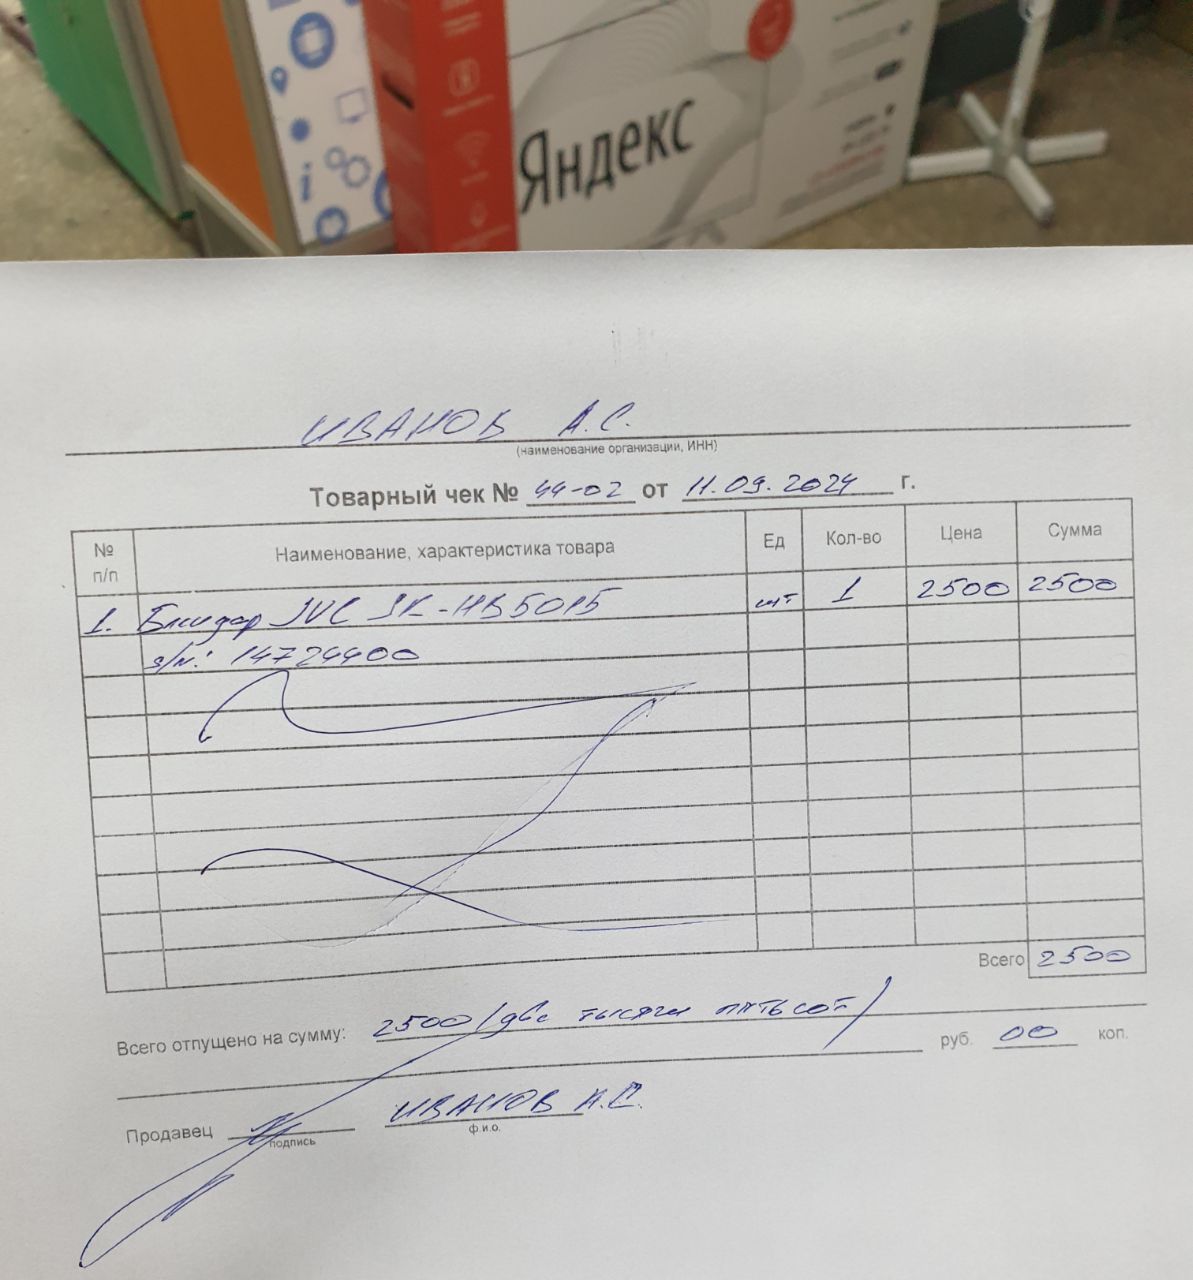 Яндекс
ИВАНОВ А.С.
(наименование организации, ИНН)
Товарный чек № 44-02 от 11.09.2024 г.
№ п/п Наименование, характеристика товара Ед Кол-во Цена Сумма
1. Блендер JVC JK-HB5015 шт 1 2500 2500
s/n.: 14724400
Всего 2500
Всего отпущено на сумму: 2500 (две тысячи пятьсот)
руб. 00 коп.
Продавец ИВАНОВ А.С.
подпись ф.и.о.